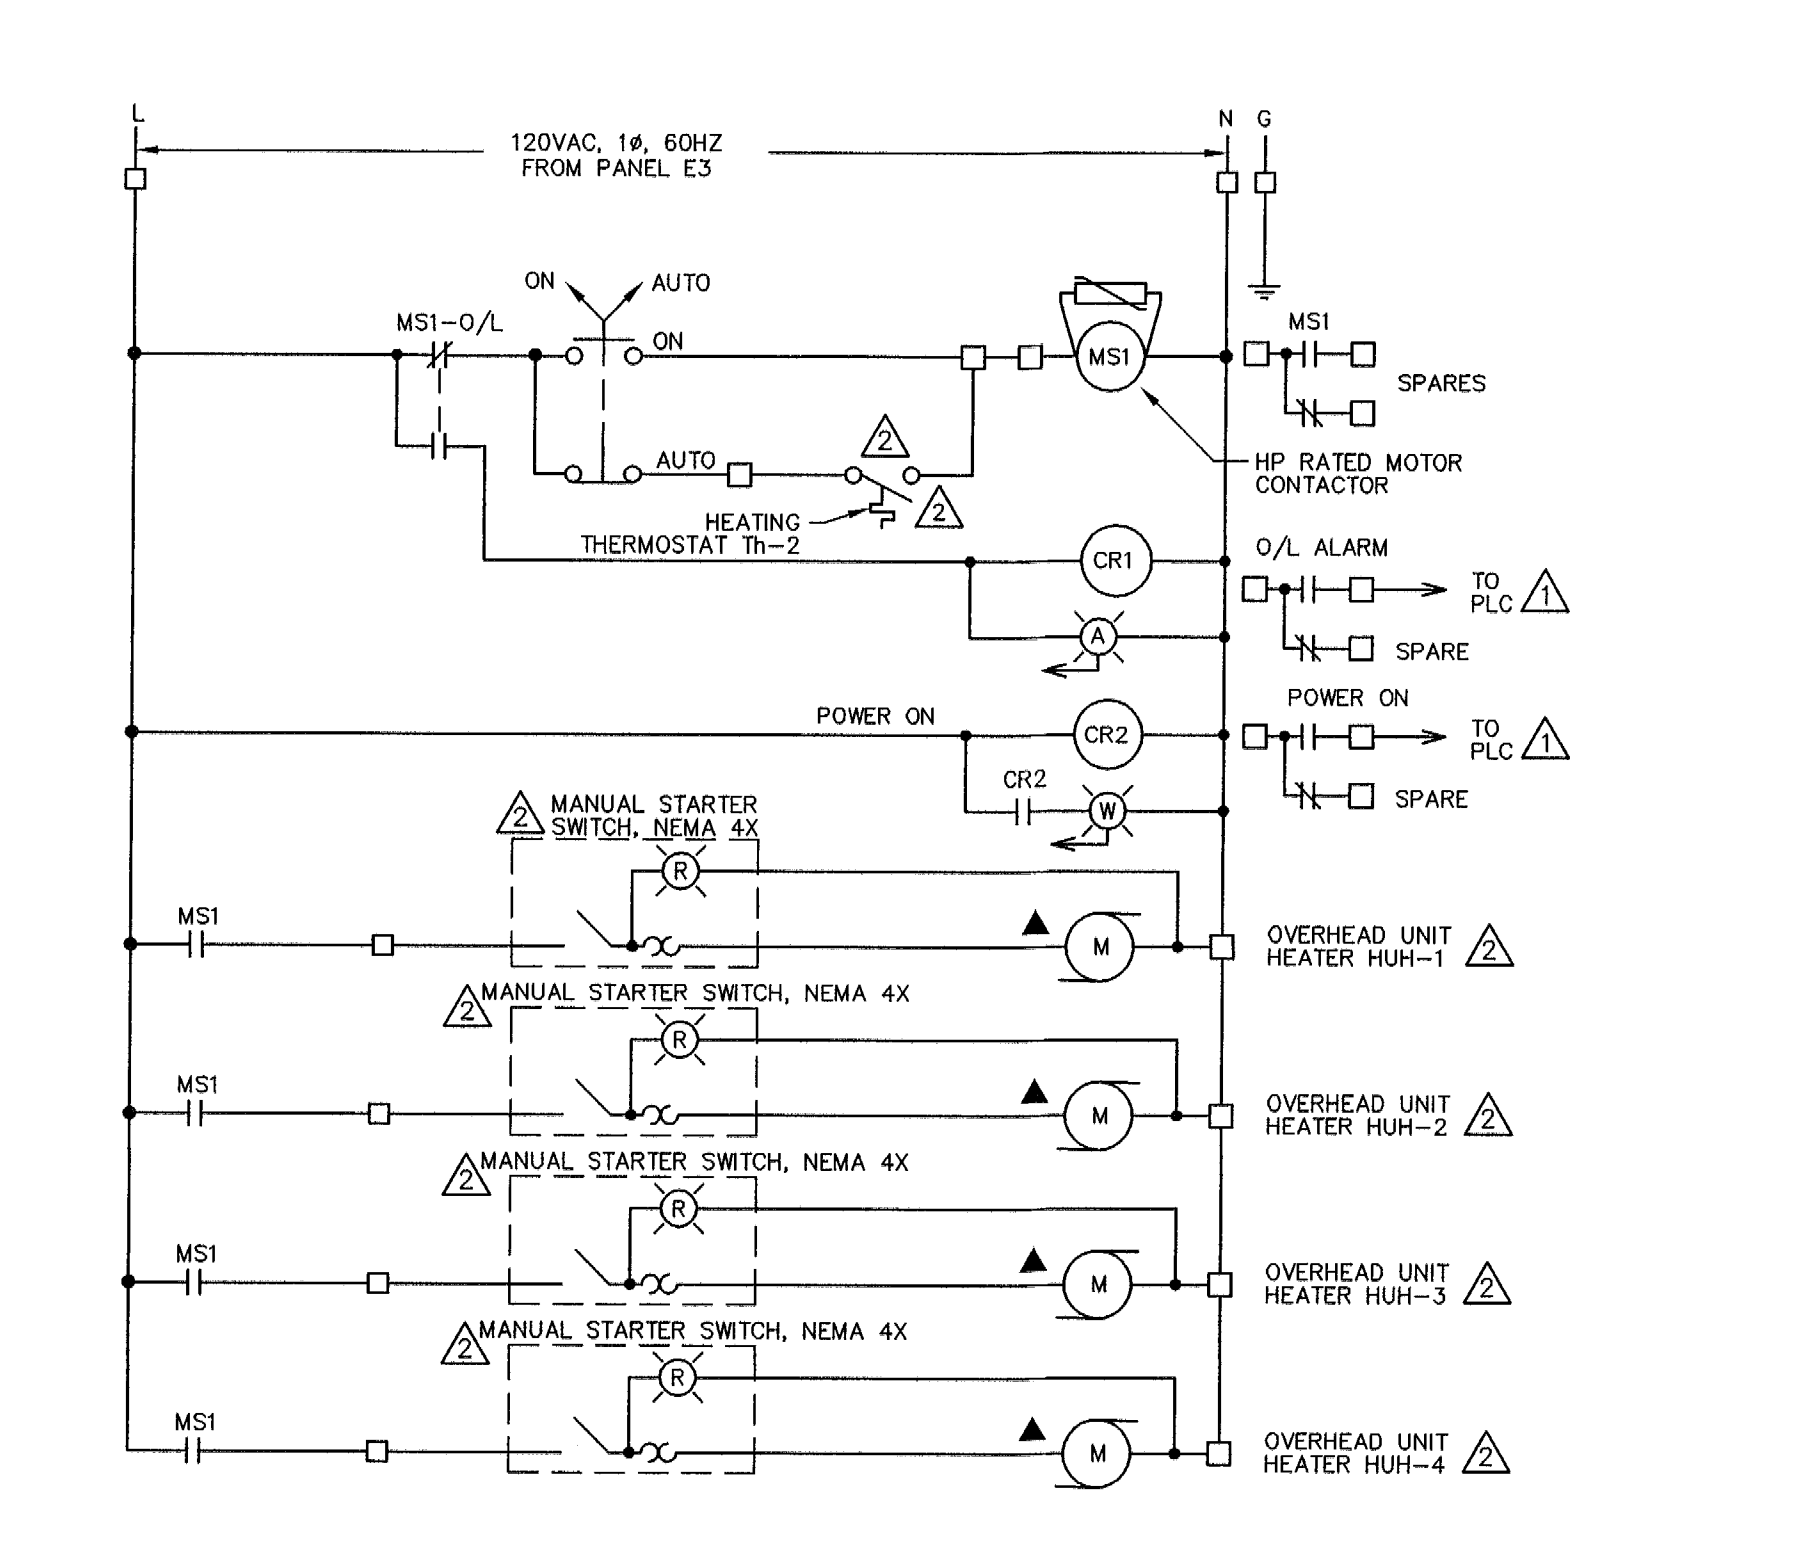 L
N G
120VAC, 1ø, 60HZ
FROM PANEL E3
ON
AUTO
MS1-O/L
ON
MS1
MS1
SPARES
2
AUTO
HP RATED MOTOR
CONTACTOR
2
HEATING
THERMOSTAT Th-2
CR1
O/L ALARM
TO
PLC
1
A
SPARE
POWER ON
POWER ON
CR2
TO
PLC
1
CR2
W
SPARE
2
MANUAL STARTER
SWITCH, NEMA 4X
R
MS1
M
OVERHEAD UNIT
HEATER HUH-1
2
2
MANUAL STARTER SWITCH, NEMA 4X
R
MS1
M
OVERHEAD UNIT
HEATER HUH-2
2
2
MANUAL STARTER SWITCH, NEMA 4X
R
MS1
M
OVERHEAD UNIT
HEATER HUH-3
2
2
MANUAL STARTER SWITCH, NEMA 4X
R
MS1
M
OVERHEAD UNIT
HEATER HUH-4
2